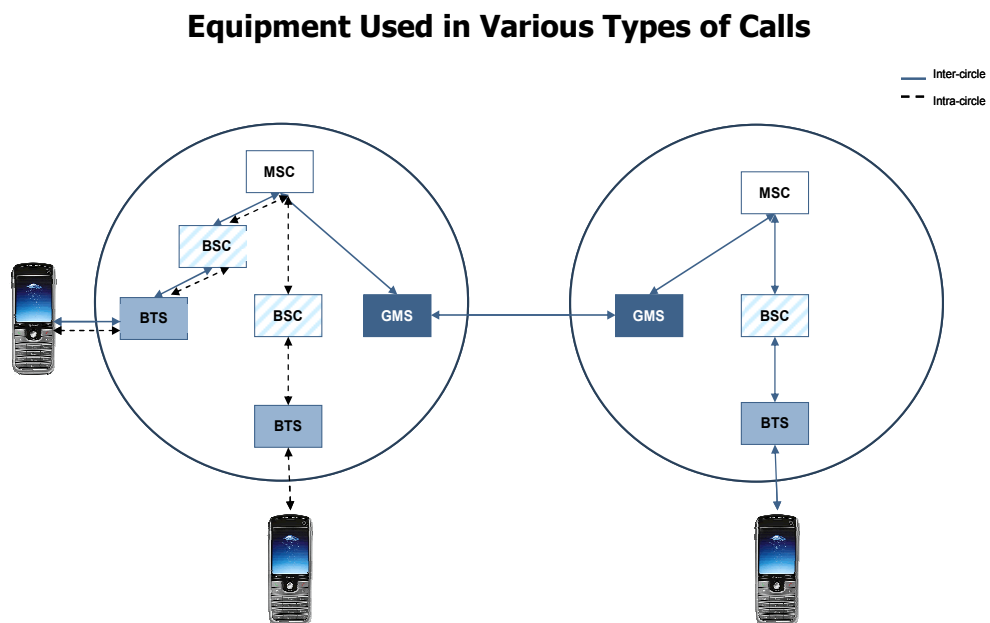 Equipment Used in Various Types of Calls
Inter-circle
Intra-circle
MSC
BSC
BTS
BSC
GMS
BTS
MSC
GMS
BSC
BTS